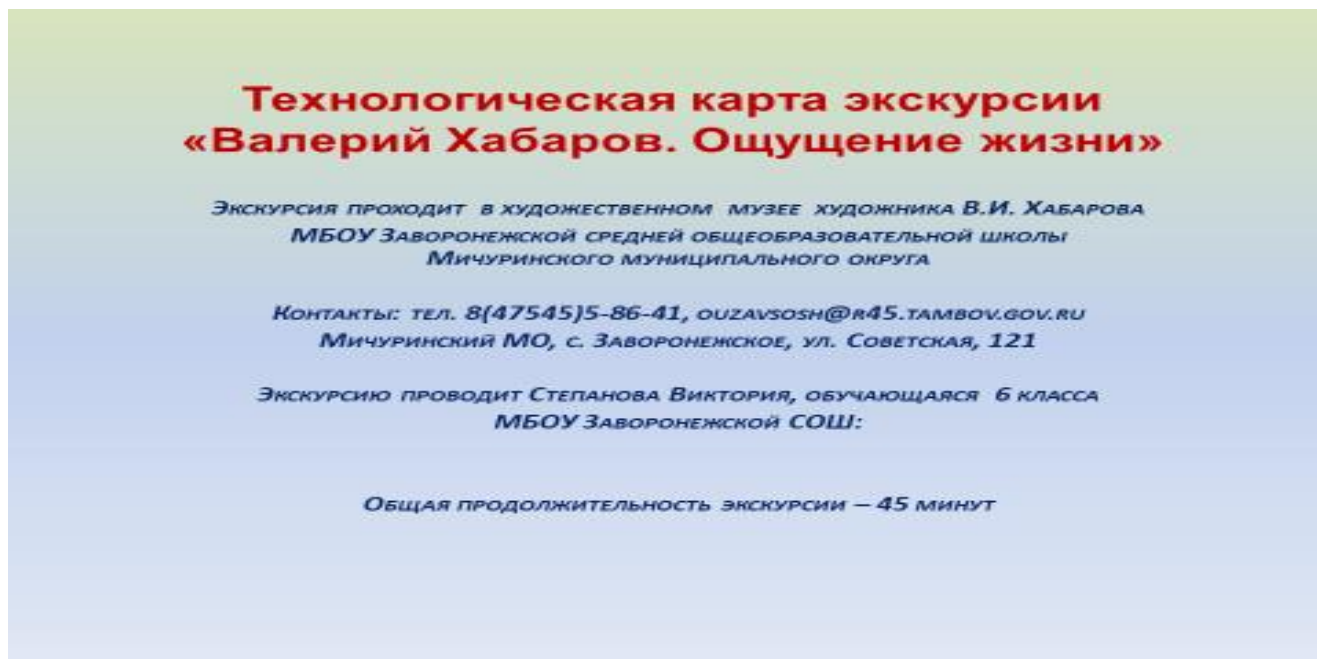 Технологическая карта экскурсии
«Валерий Хабаров. Ощущение жизни»
Экскурсия проходит в художественном музее художника В.И. Хабарова
МБОУ Заворонежской средней общеобразовательной школы
Мичуринского муниципального округа
Контакты: тел. 8(47545)5-86-41, ouzavsosh@r45.tambov.gov.ru
Мичуринский МО, с. Заворонежское, ул. Советская, 121
Экскурсию проводит Степанова Виктория, обучающаяся 6 класса
МБОУ Заворонежской СОШ:
Общая продолжительность экскурсии – 45 минут